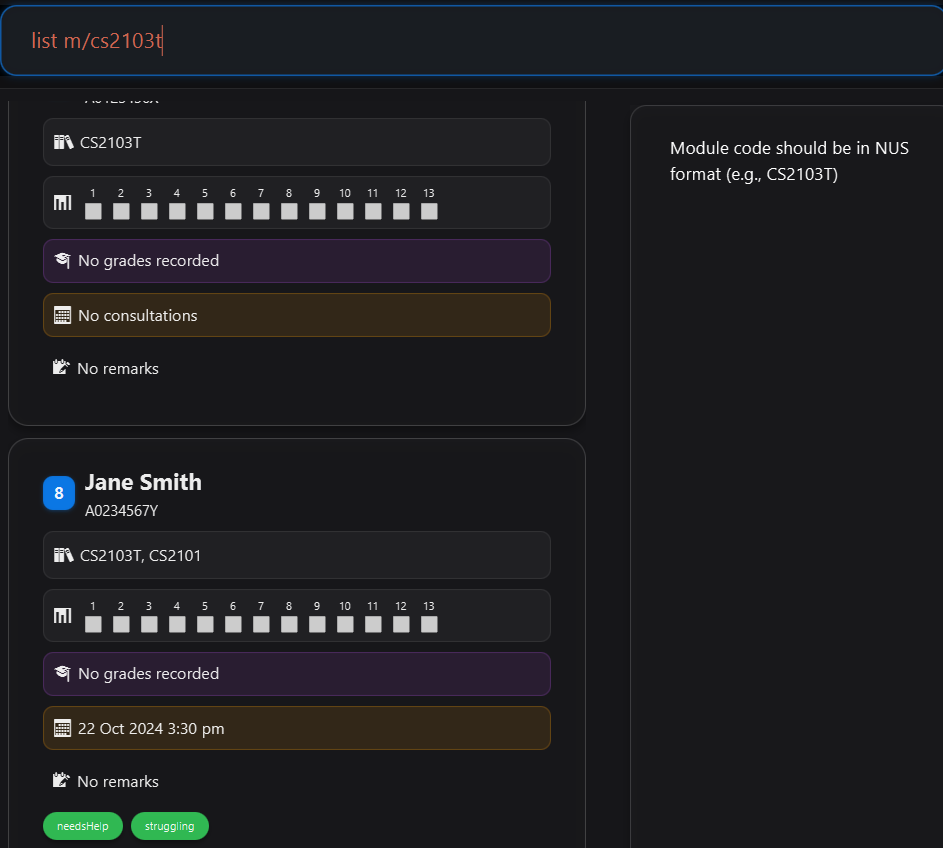 list m/cs2103t
CS2103T
1 2 3 4 5 6 7 8 9 10 11 12 13
No grades recorded
No consultations
No remarks
8
Jane Smith
A0234567Y
CS2103T, CS2101
1 2 3 4 5 6 7 8 9 10 11 12 13
No grades recorded
22 Oct 2024 3:30 pm
No remarks
needsHelp struggling
Module code should be in NUS
format (e.g., CS2103T)